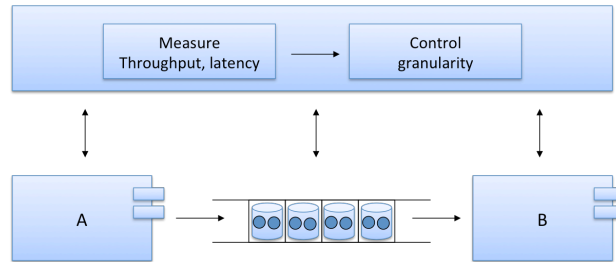 Measure
Throughput, latency
Control
granularity
A
B